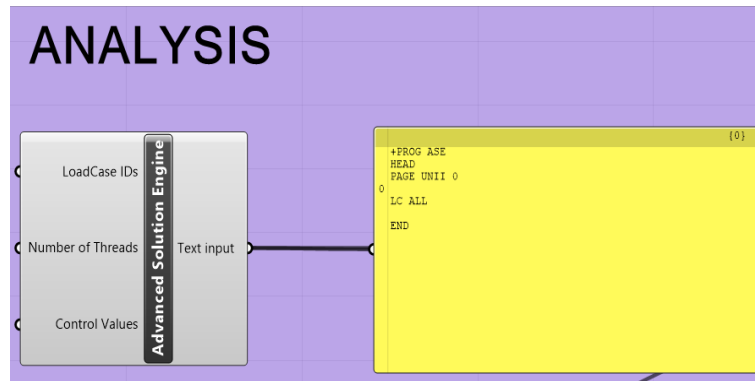 ANALYSIS
LoadCase IDs
Number of Threads
Control Values
Advanced Solution Engine
Text input
{0}
+PROG ASE
HEAD
PAGE UNII 0
0
LC ALL
END